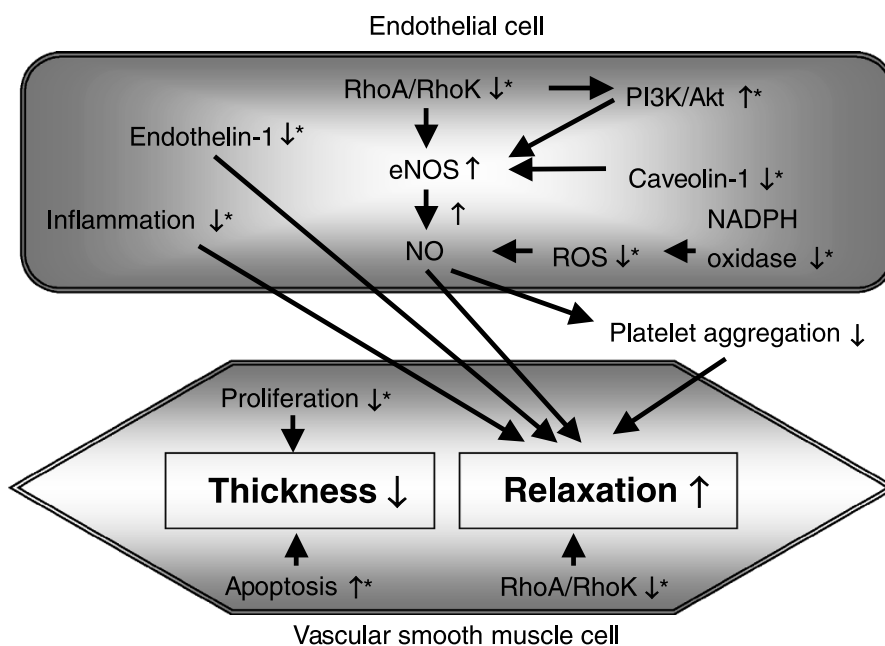 Endothelial cell
RhoA/RhoK ↓*
PI3K/Akt ↑*
Endothelin-1 ↓*
eNOS ↑
Caveolin-1 ↓*
Inflammation ↓*
↑
NADPH
NO
ROS ↓*
oxidase ↓*
Platelet aggregation ↓
Proliferation ↓*
Thickness ↓
Relaxation ↑
Apoptosis ↑*
RhoA/RhoK ↓*
Vascular smooth muscle cell